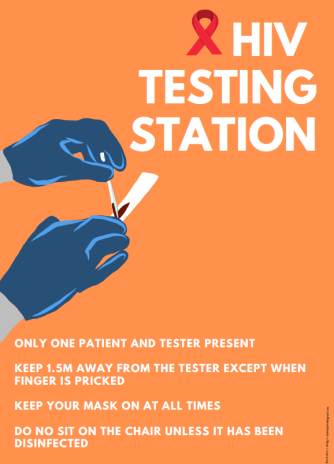 HIV
TESTING
STATION
ONLY ONE PATIENT AND TESTER PRESENT
KEEP 1.5M AWAY FROM THE TESTER EXCEPT WHEN
FINGER IS PRICKED
KEEP YOUR MASK ON AT ALL TIMES
DO NO SIT ON THE CHAIR UNLESS IT HAS BEEN
DISINFECTED